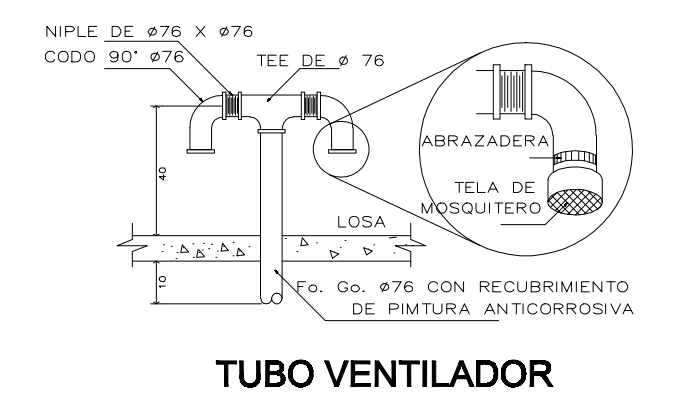 NIPLE DE ø76 X ø76
CODO 90° ø76
TEE DE ø 76
ABRAZADERA
TELA DE
MOSQUITERO
40
LOSA
10
Fo. Go. ø76 CON RECUBRIMIENTO
DE PIMTURA ANTICORROSIVA
TUBO VENTILADOR